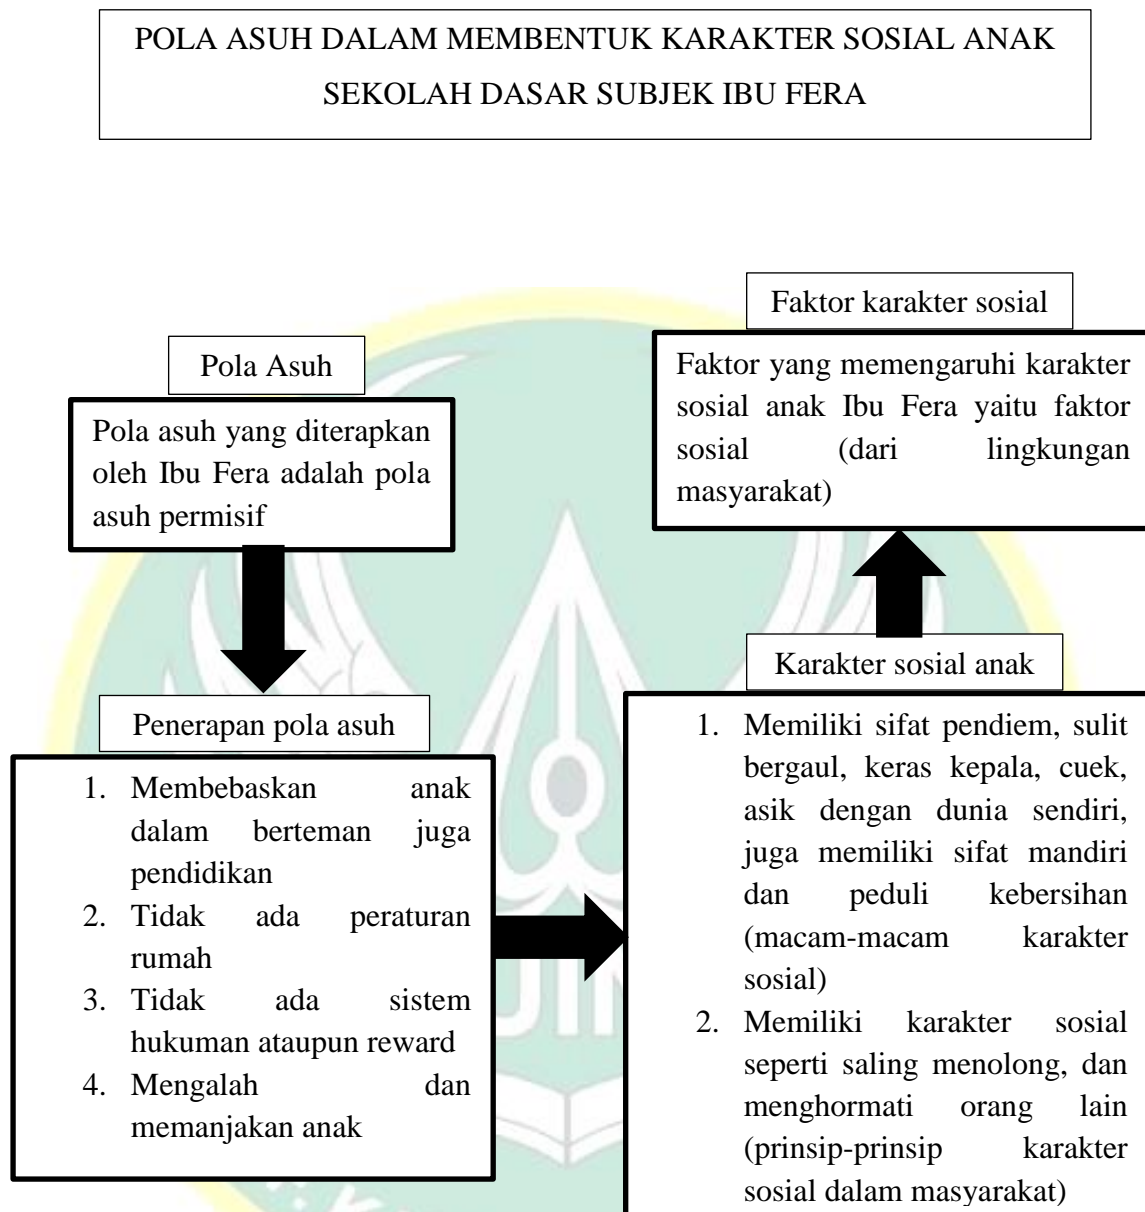 POLA ASUH DALAM MEMBENTUK KARAKTER SOSIAL ANAK
SEKOLAH DASAR SUBJEK IBU FERA
Pola Asuh
Pola asuh yang diterapkan
oleh Ibu Fera adalah pola
asuh permisif
Penerapan pola asuh
1. Membebaskan anak
dalam berteman juga
pendidikan
2. Tidak ada peraturan
rumah
3. Tidak ada sistem
hukuman ataupun reward
4. Mengalah dan
memanjakan anak
Karakter sosial anak
1. Memiliki sifat pendiem, sulit
bergaul, keras kepala, cuek,
asik dengan dunia sendiri,
juga memiliki sifat mandiri
dan peduli kebersihan
(macam-macam karakter
sosial)
2. Memiliki karakter sosial
seperti saling menolong, dan
menghormati orang lain
(prinsip-prinsip karakter
sosial dalam masyarakat)
Faktor karakter sosial
Faktor yang memengaruhi karakter
sosial anak Ibu Fera yaitu faktor
sosial (dari lingkungan
masyarakat)
UIN